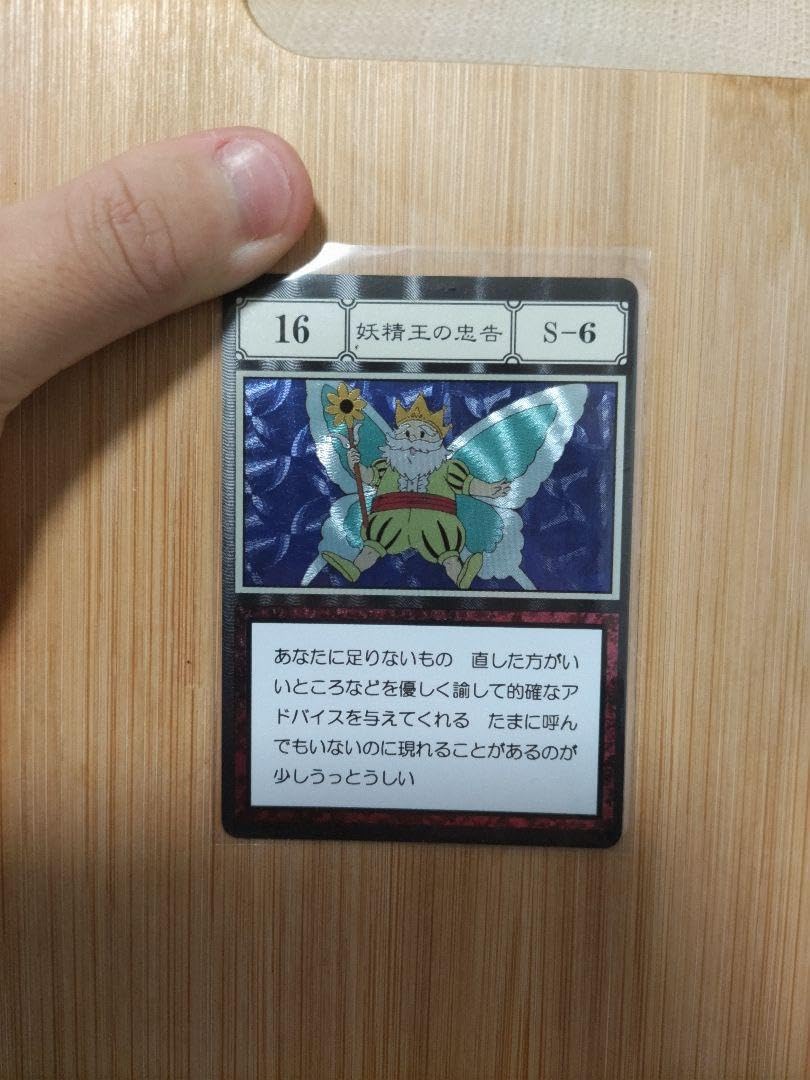 16 妖精王の忠告 S-6
あなたに足りないもの　直した方がい
いところなどを優しく諭して的確なア
ドバイスを与えてくれる　たまに呼ん
でもいないのに現れることがあるのが
少しうっとうしい